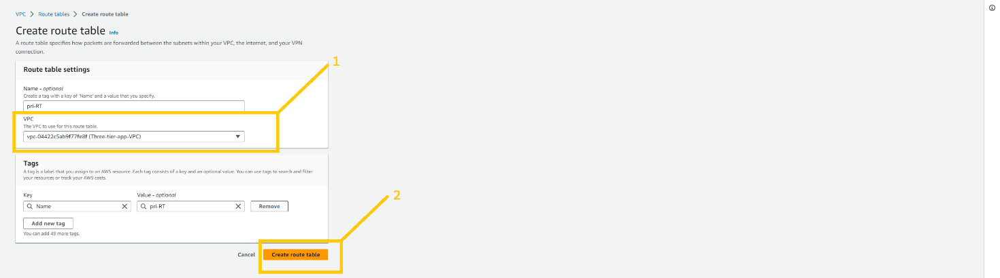 VPC > Route tables > Create route table
Create route table Info
A route table specifies how packets are forwarded between the subnets within your VPC, the internet, and your VPN
connection.
1
Route table settings
Name - optional
Create a tag with a key of 'Name' and a value that you specify.
pri-RT
VPC
The VPC to use for this route table.
vpc-04422c5ab9f77fe8f (Three-tier-app-VPC)
Tags
A tag is a label that you assign to an AWS resource. Each tag consists of a key and an optional value. You can use tags to search and filter
your resources or track your AWS costs.
2
Key Value - optional
Name pri-RT Remove
Add new tag
You can add 49 more tags.
Cancel Create route table